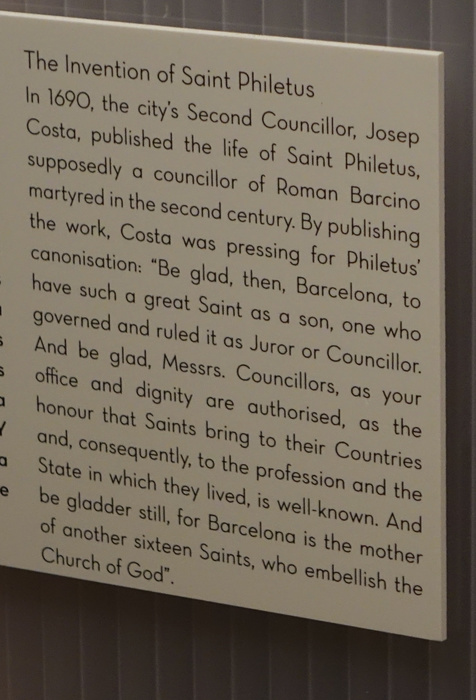 The Invention of Saint Philetus
In 1690, the city's Second Councillor, Josep
Costa, published the life of Saint Philetus,
supposedly a councillor of Roman Barcino
martyred in the second century. By publishing
the work, Costa was pressing for Philetus'
canonisation: "Be glad, then, Barcelona, to
have such a great Saint as a son, one who
governed and ruled it as Juror or Councillor.
And be glad, Messrs. Councillors, as your
office and dignity are authorised, as the
honour that Saints bring to their Countries
and, consequently, to the profession and the
State in which they lived, is well-known. And
be gladder still, for Barcelona is the mother
of another sixteen Saints, who embellish the
Church of God".